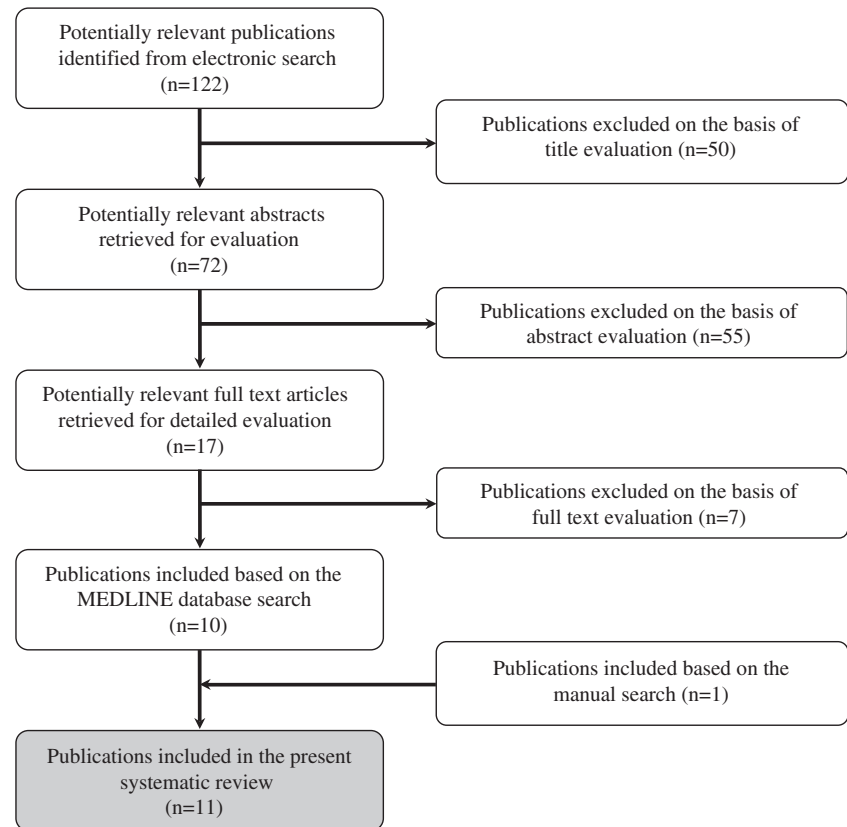 Potentially relevant publications
identified from electronic search
(n=122)
Publications excluded on the basis of
title evaluation (n=50)
Potentially relevant abstracts
retrieved for evaluation
(n=72)
Publications excluded on the basis of
abstract evaluation (n=55)
Potentially relevant full text articles
retrieved for detailed evaluation
(n=17)
Publications excluded on the basis of
full text evaluation (n=7)
Publications included based on the
MEDLINE database search
(n=10)
Publications included based on the
manual search (n=1)
Publications included in the present
systematic review
(n=11)